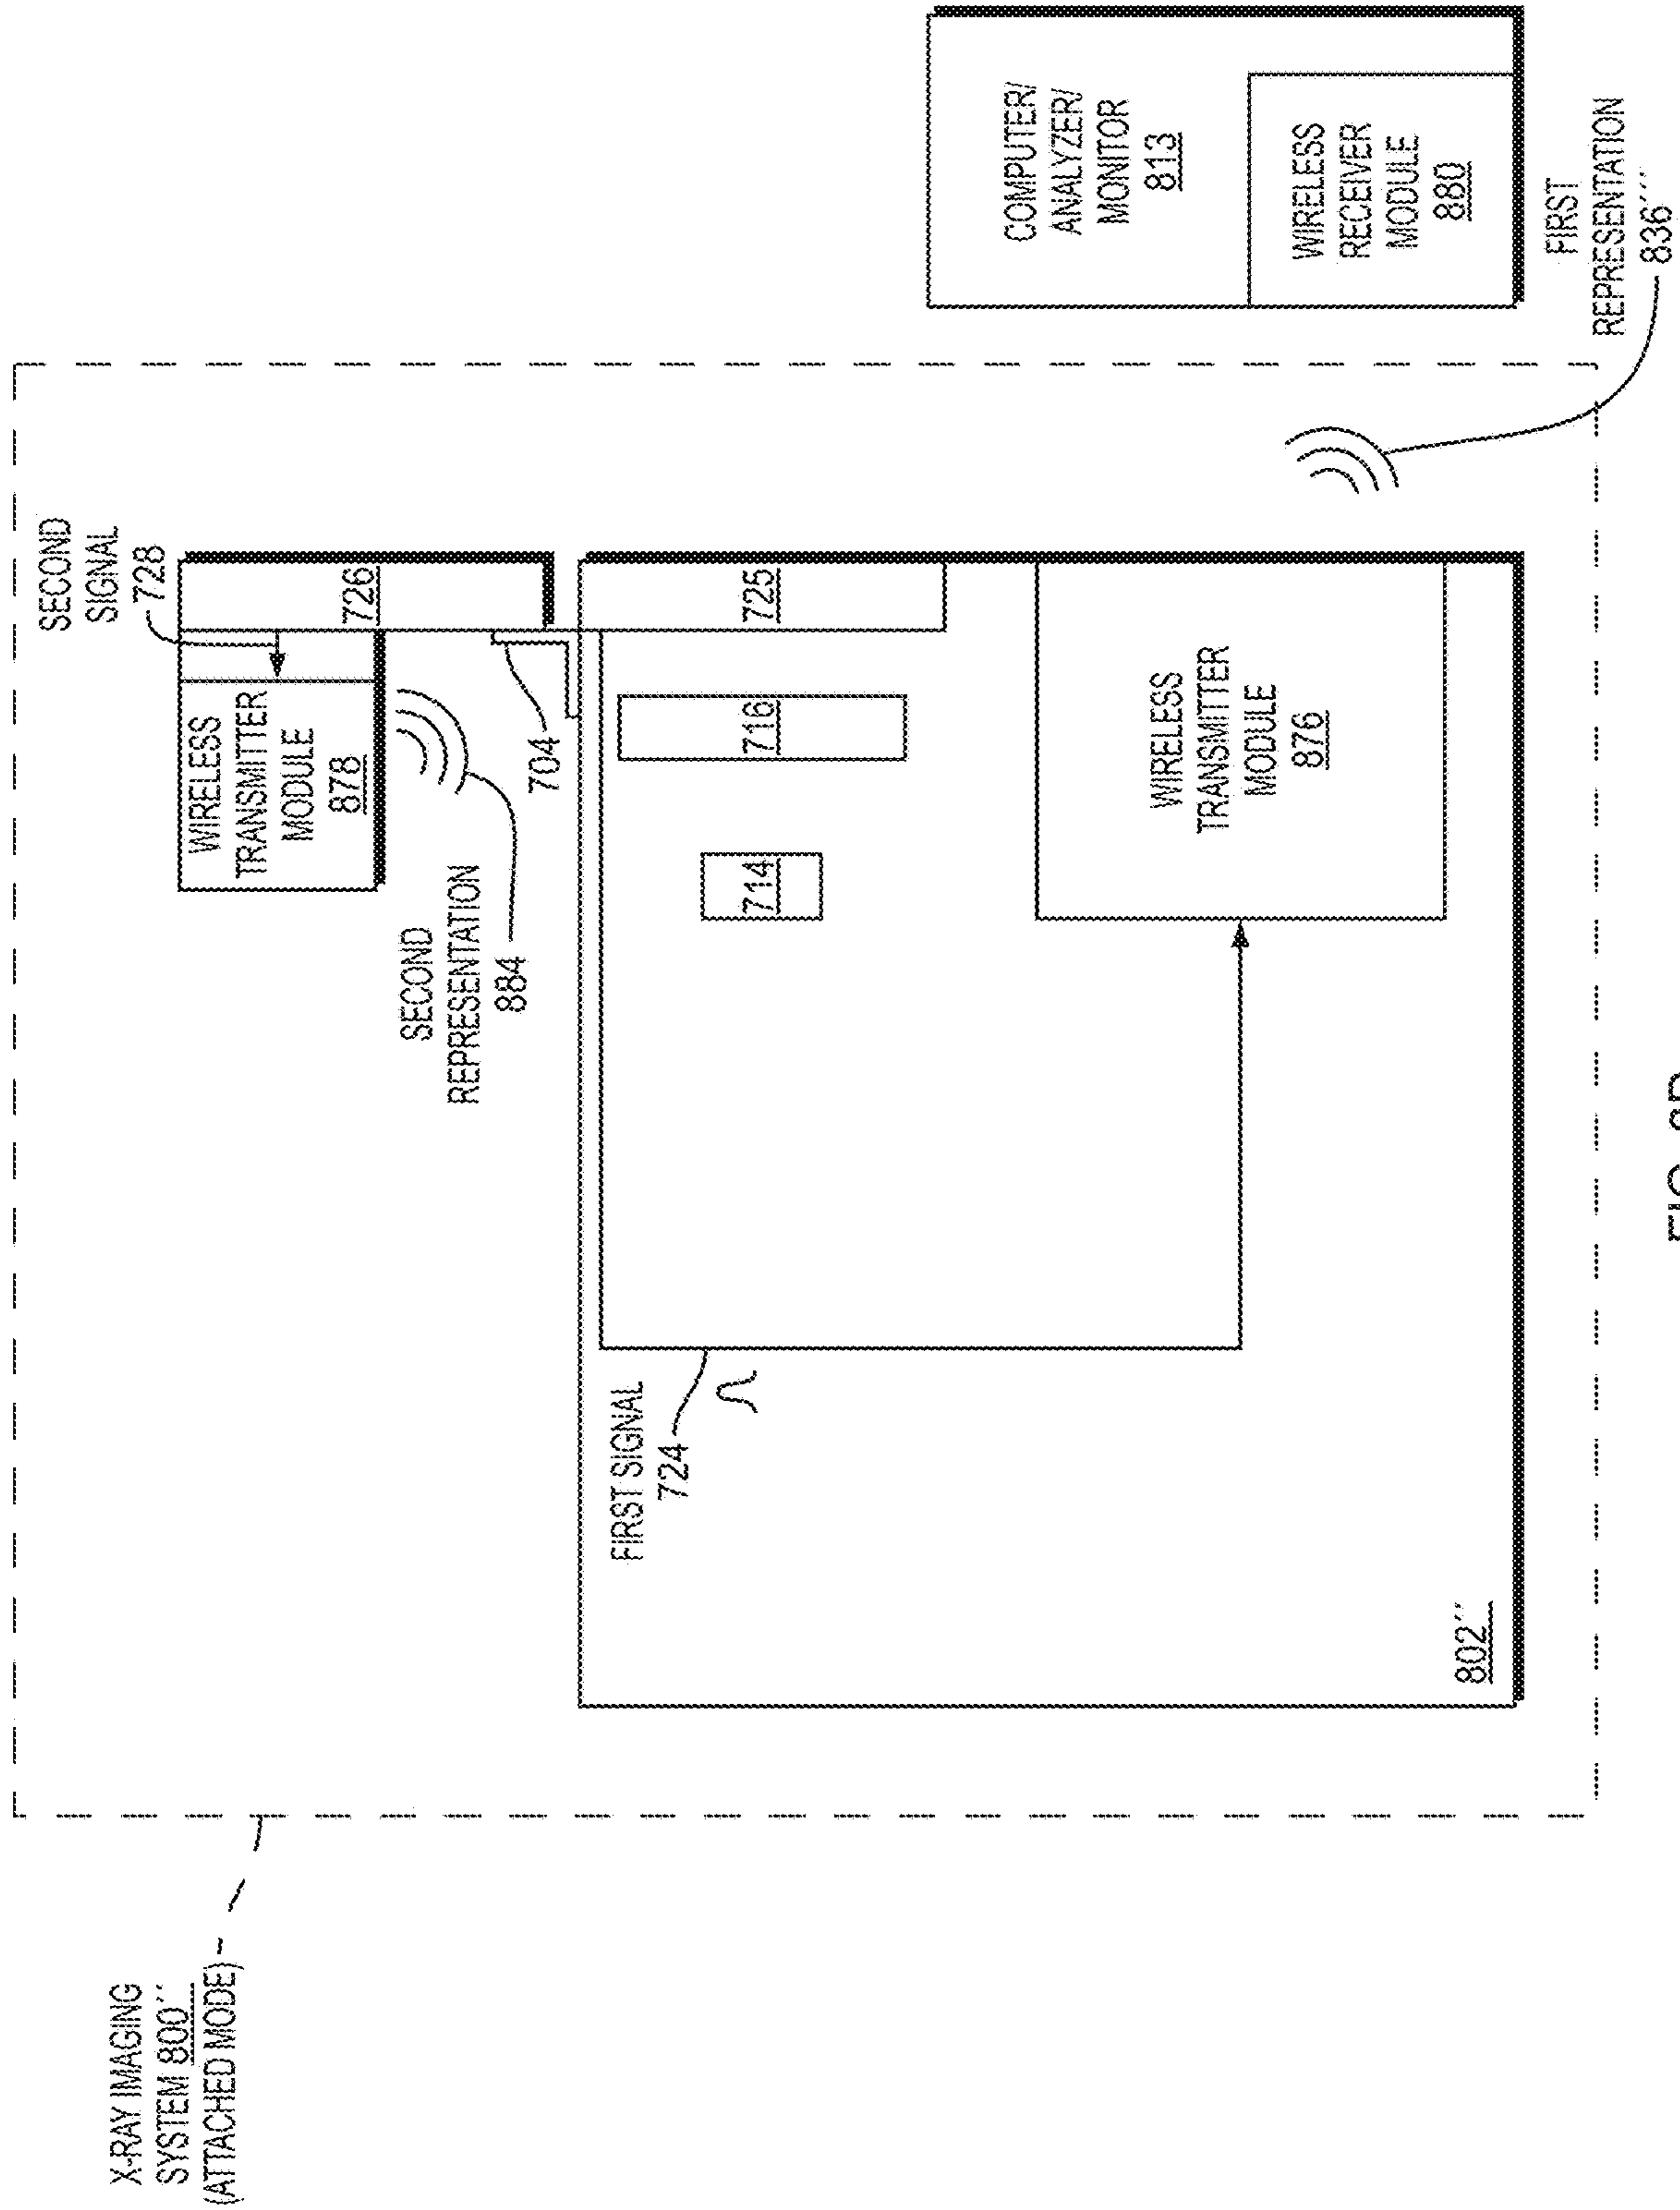 X-RAY IMAGING
SYSTEM 800´´
(ATTACHED MODE)
SECOND
SIGNAL
728
WIRELESS
TRANSMITTER
MODULE
878
726
SECOND
REPRESENTATION
884
704
FIRST SIGNAL
724
714
716
725
WIRELESS
TRANSMITTER
MODULE
876
802´´
COMPUTER/
ANALYZER/
MONITOR
813
WIRELESS
RECEIVER
MODULE
880
FIRST
REPRESENTATION
836´´´
FIG.